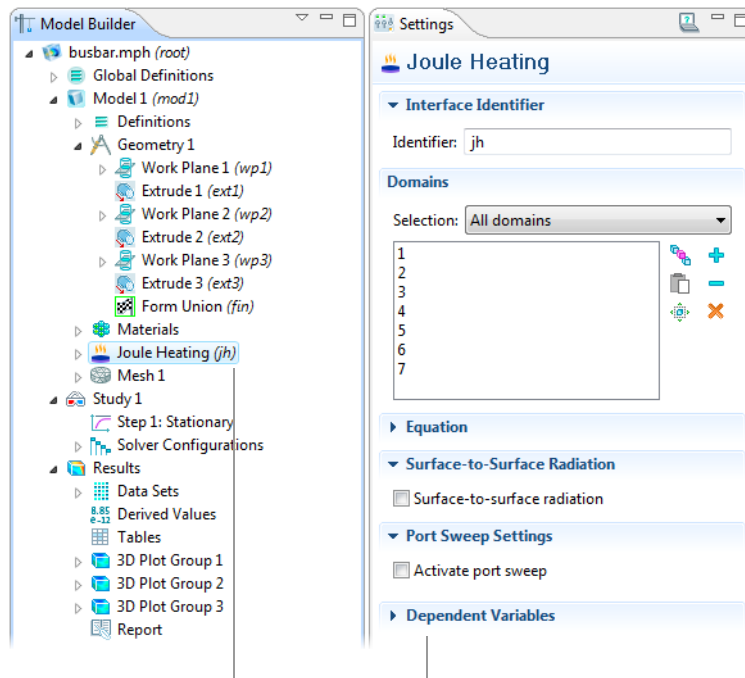 Model Builder
busbar.mph (root)
Global Definitions
Model 1 (mod1)
Definitions
Geometry 1
Work Plane 1 (wp1)
Extrude 1 (ext1)
Work Plane 2 (wp2)
Extrude 2 (ext2)
Work Plane 3 (wp3)
Extrude 3 (ext3)
Form Union (fin)
Materials
Joule Heating (jh)
Mesh 1
Study 1
Step 1: Stationary
Solver Configurations
Results
Data Sets
8.85
e-12
Derived Values
Tables
3D Plot Group 1
3D Plot Group 2
3D Plot Group 3
Report
Settings
Joule Heating
Interface Identifier
Identifier: jh
Domains
Selection: All domains
1
2
3
4
5
6
7
Equation
Surface-to-Surface Radiation
Surface-to-surface radiation
Port Sweep Settings
Activate port sweep
Dependent Variables